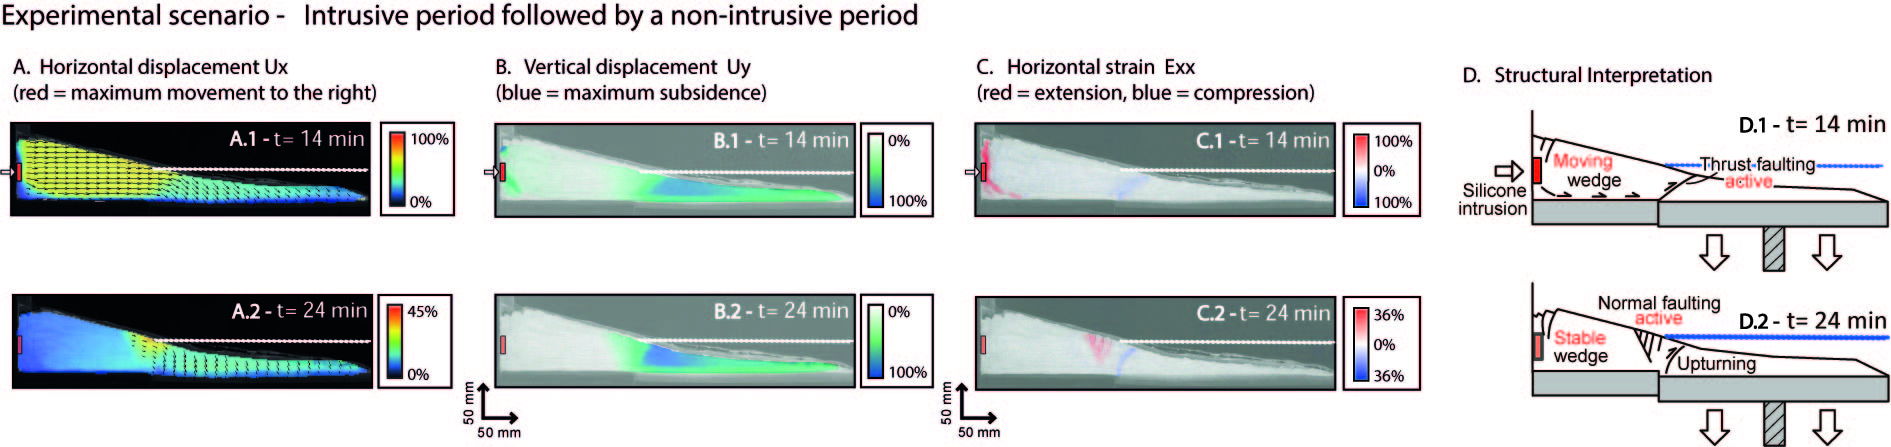 Experimental scenario - Intrusive period followed by a non-intrusive period
A. Horizontal displacement Ux
(red = maximum movement to the right)
A.1 - t= 14 min
100%
0%
A.2 - t= 24 min
45%
0%
B. Vertical displacement Uy
(blue = maximum subsidence)
B.1 - t= 14 min
0%
100%
B.2 - t= 24 min
0%
100%
50 mm
50 mm
C. Horizontal strain Exx
(red = extension, blue = compression)
C.1 - t= 14 min
100%
0%
100%
C.2 - t= 24 min
36%
0%
36%
50 mm
50 mm
D. Structural Interpretation
D.1 - t= 14 min
Moving
wedge
Thrust faulting
active
Silicone
intrusion
Normal faulting
active
D.2 - t= 24 min
Stable
wedge
Upturning